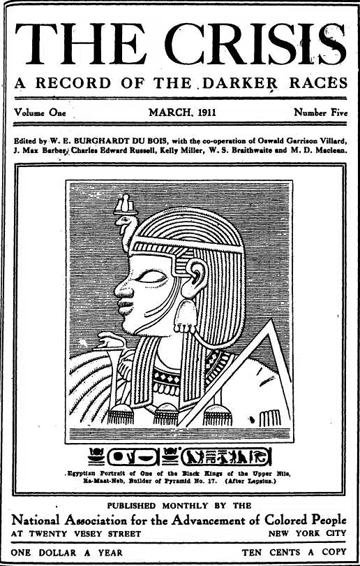 THE CRISIS
A RECORD OF THE DARKER RACES
Volume One MARCH, 1911 Number Five
Edited by W. E. BURGHARDT DU BOIS, with the co-operation of Oswald Garrison Villard,
J. Max Barber, Charles Edward Russell, Kelly Miller, W. S. Braithwaite and M. D. Maclean.
Egyptian Portrait of One of the Black Kings of the Upper Nile,
Ka-Maat-Neb, Builder of Pyramid No. 17. (After Lepsius.)
PUBLISHED MONTHLY BY THE
National Association for the Advancement of Colored People
AT TWENTY VESEY STREET NEW YORK CITY
ONE DOLLAR A YEAR TEN CENTS A COPY